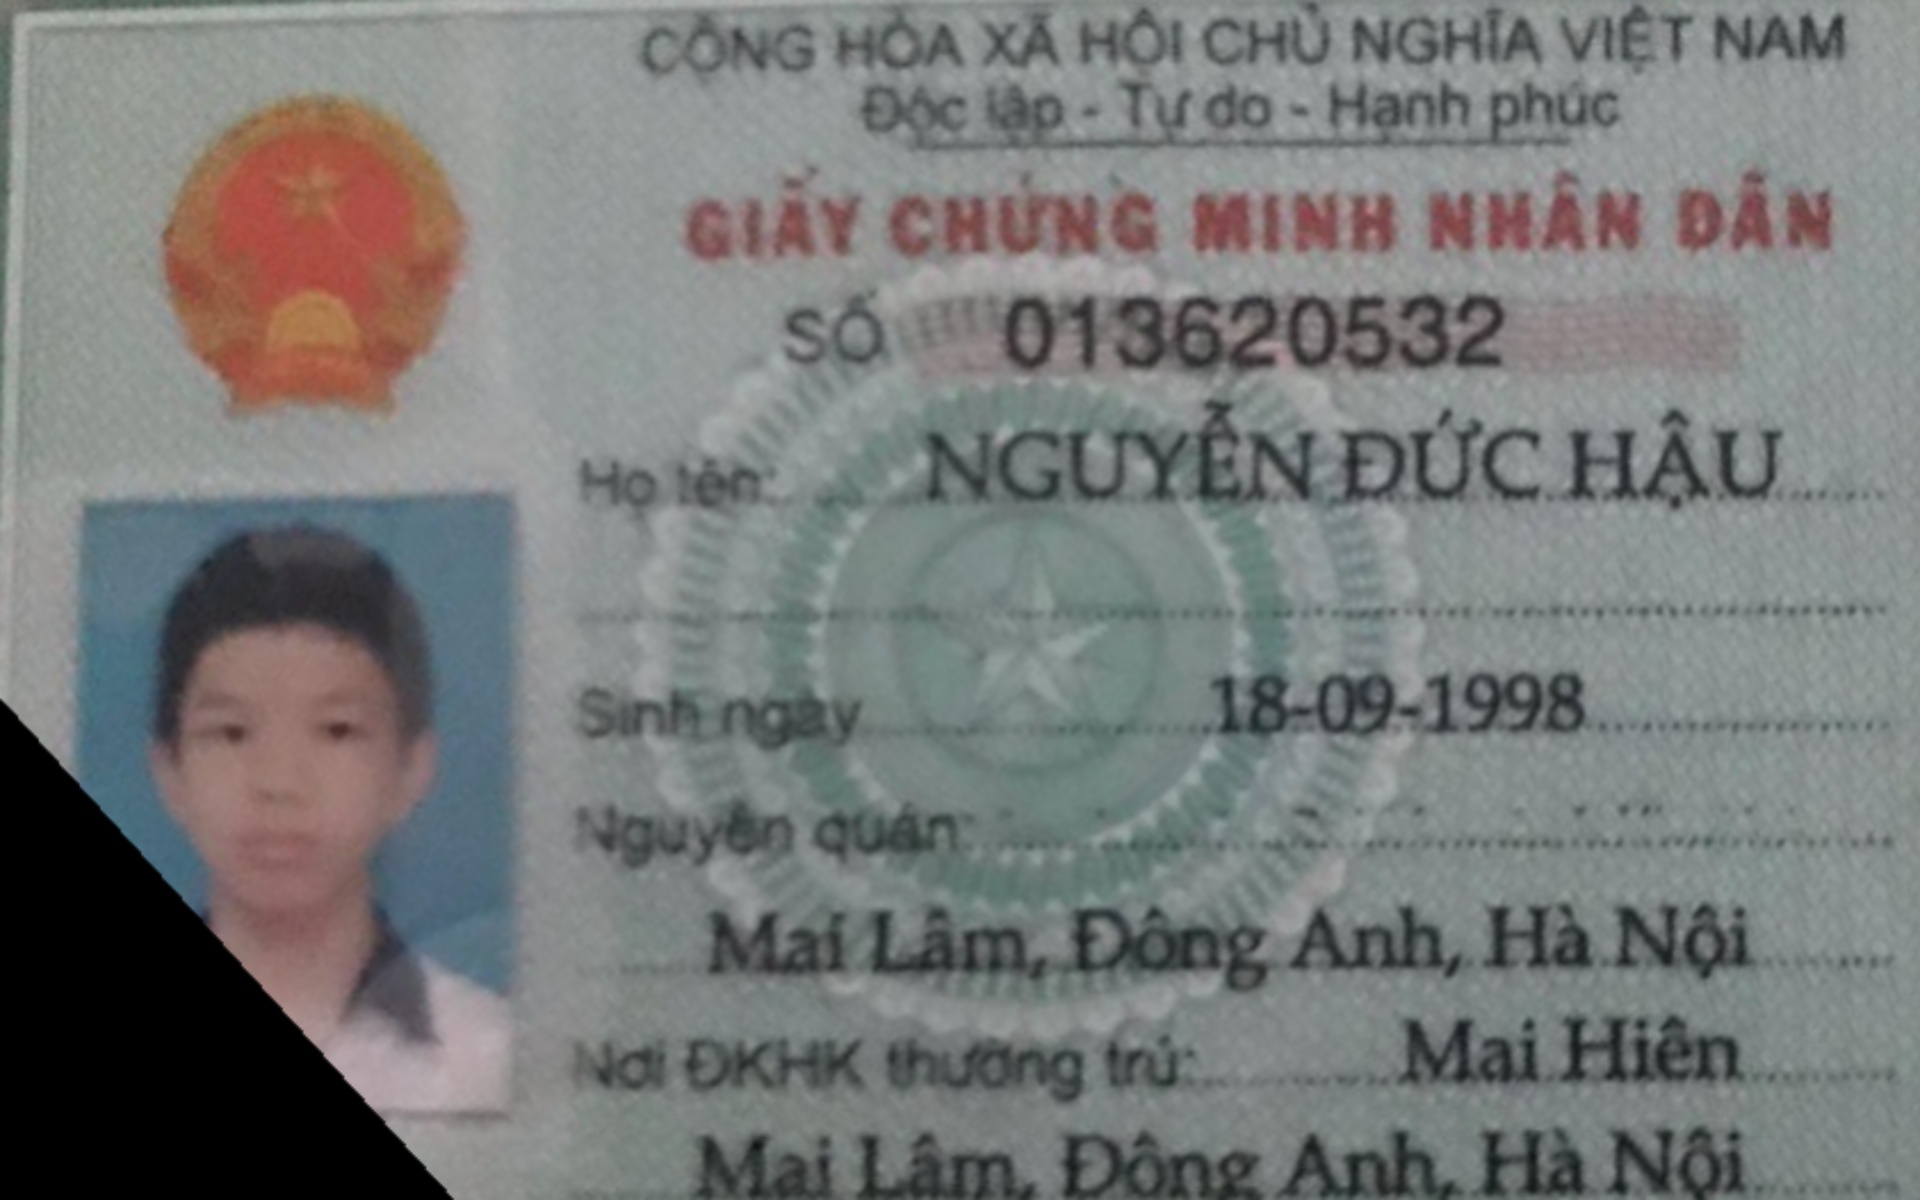 CỘNG HÒA XÃ HỘI CHỦ NGHĨA VIỆT NAM
Độc lập - Tự do - Hạnh phúc
GIẤY CHỨNG MINH NHÂN DÂN
SỐ 013620532
Họ tên: NGUYỄN ĐỨC HẬU
Sinh ngày 18-09-1998
Nguyên quán:
Mai Lâm, Đông Anh, Hà Nội
Nơi ĐKHK thường trú: Mai Hiên
Mai Lâm, Đông Anh, Hà Nội